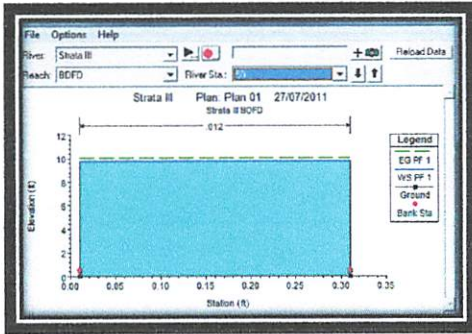 File Options Help
River: Strata III Reload Data
Reach: BDFD River Sta.:
Strata III Plan: Plan 01 27/07/2011
Strata III BDFD
.012
Legend
EG PF 1
WS PF 1
Ground
Bank Sta
Elevation (ft)
12
10
8
6
4
2
0
0.00 0.05 0.10 0.15 0.20 0.25 0.30 0.35
Station (ft)